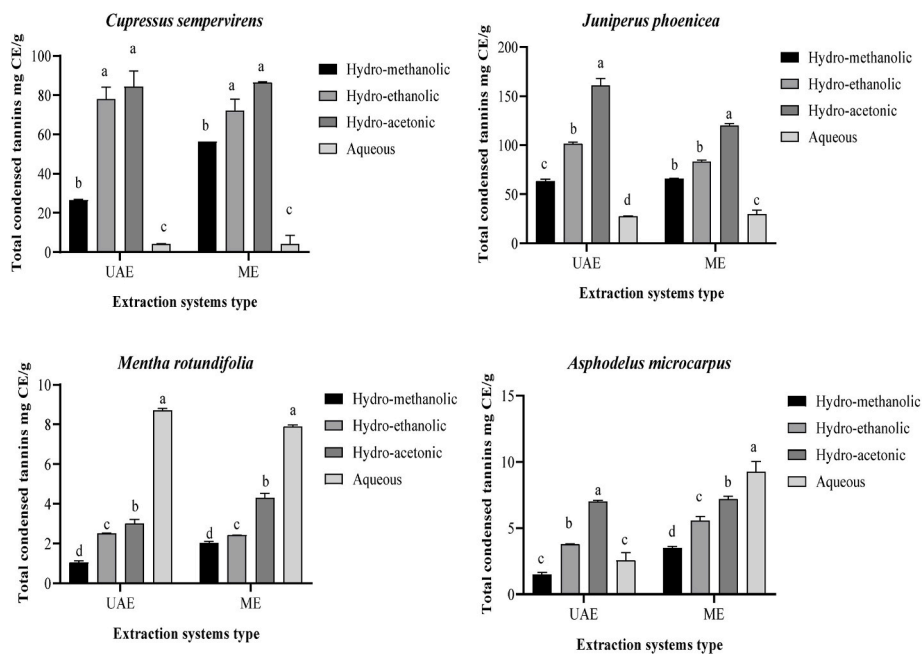 Cupressus sempervirens
Total condensed tannins mg CE/g
100
80
60
40
20
0
b
a
a
c
b
a
a
c
UAE
ME
Extraction systems type
Hydro-methanolic
Hydro-ethanolic
Hydro-acetonic
Aqueous
Juniperus phoenicea
Total condensed tannins mg CE/g
200
150
100
50
0
c
b
a
d
b
b
a
c
UAE
ME
Extraction systems type
Hydro-methanolic
Hydro-ethanolic
Hydro-acetonic
Aqueous
Mentha rotundifolia
Total condensed tannins mg CE/g
10
8
6
4
2
0
d
c
b
a
d
c
b
a
UAE
ME
Extraction systems type
Hydro-methanolic
Hydro-ethanolic
Hydro-acetonic
Aqueous
Asphodelus microcarpus
Total condensed tannins mg CE/g
15
10
5
0
c
b
a
c
d
c
b
a
UAE
ME
Extraction systems type
Hydro-methanolic
Hydro-ethanolic
Hydro-acetonic
Aqueous